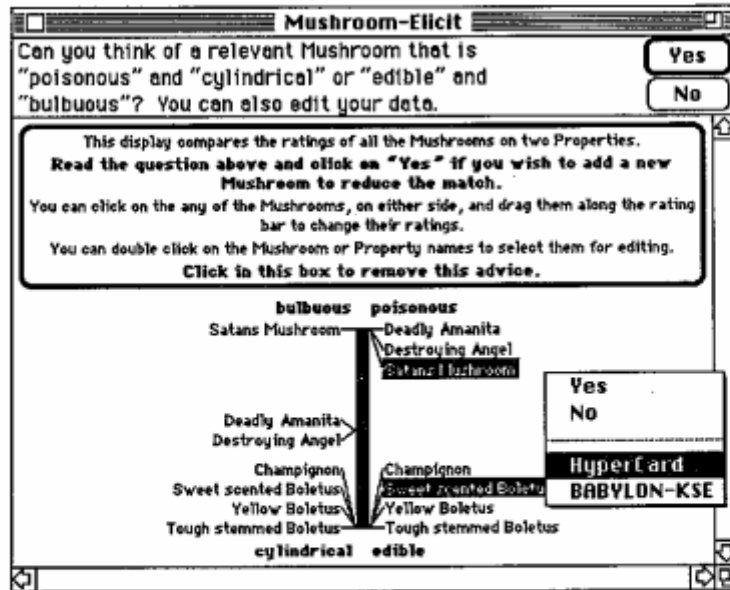 Mushroom-Elicit
Can you think of a relevant Mushroom that is
"poisonous" and "cylindrical" or "edible" and
"bulbuous"? You can also edit your data.
Yes
No
This display compares the ratings of all the Mushrooms on two Properties.
Read the question above and click on "Yes" if you wish to add a new
Mushroom to reduce the match.
You can click on the any of the Mushrooms, on either side, and drag them along the rating
bar to change their ratings.
You can double click on the Mushroom or Property names to select them for editing.
Click in this box to remove this advice.
bulbuous poisonous
Satans Mushroom Deadly Amanita
Destroying Angel
Satans Mushroom
Yes
No
HyperCard
BABYLON-KSE
Deadly Amanita
Destroying Angel
Champignon Champignon
Sweet scented Boletus Sweet scented Boletu
Yellow Boletus Yellow Boletus
Tough stemmed Boletus Tough stemmed Boletus
cylindrical edible